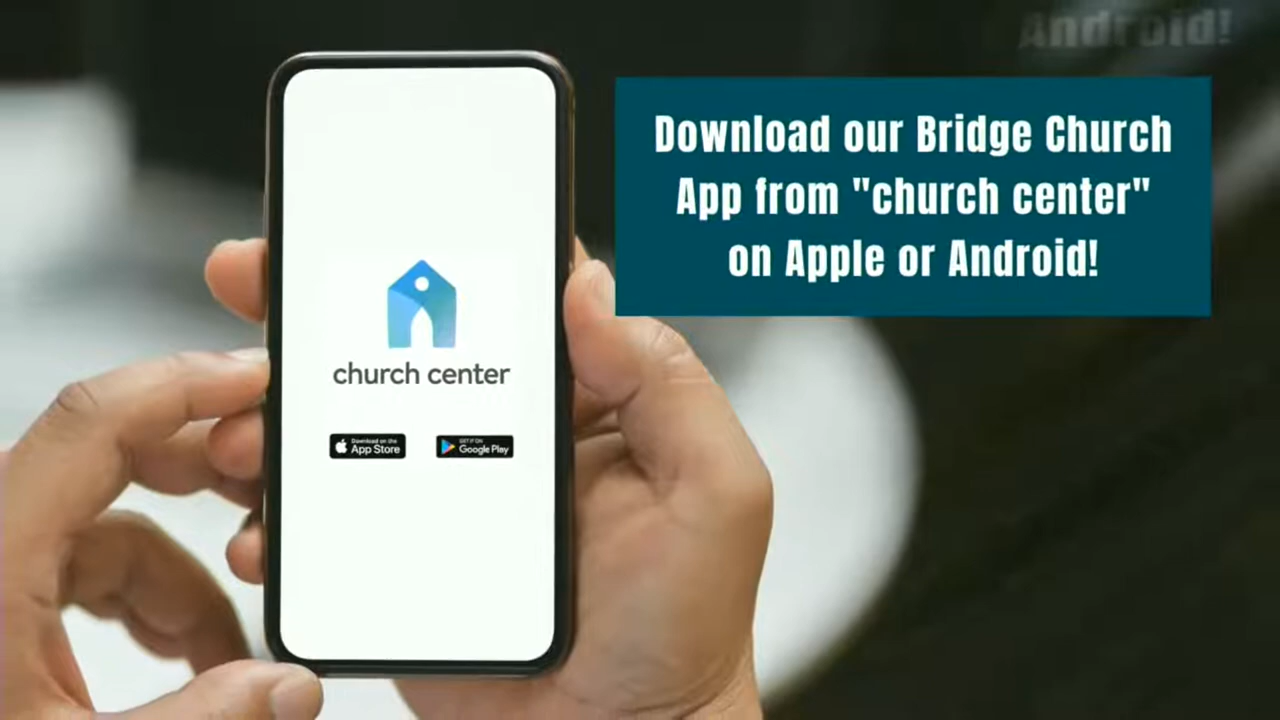 Android!
Download our Bridge Church
App from "church center"
on Apple or Android!
church center
Download on the
App Store
GET IT ON
Google Play